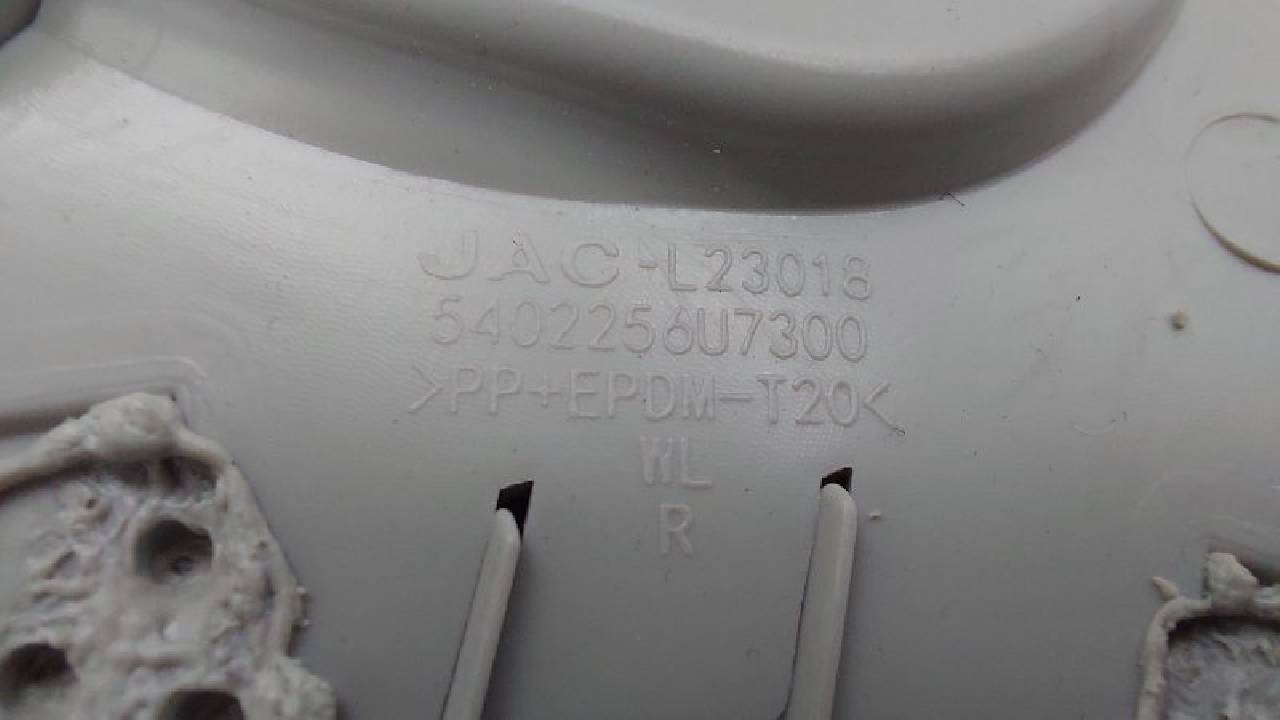 JAC-L23018
5402256U7300
>PP+EPDM-T20<
WL
R